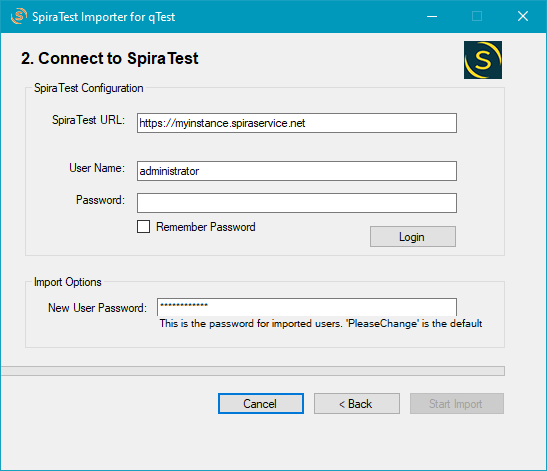 SpiraTest Importer for qTest
2. Connect to SpiraTest
SpiraTest Configuration
SpiraTest URL: https://myinstance.spiraservice.net
User Name: administrator
Password:
Remember Password
Login
Import Options
New User Password: ************
This is the password for imported users. 'PleaseChange' is the default
Cancel < Back Start Import